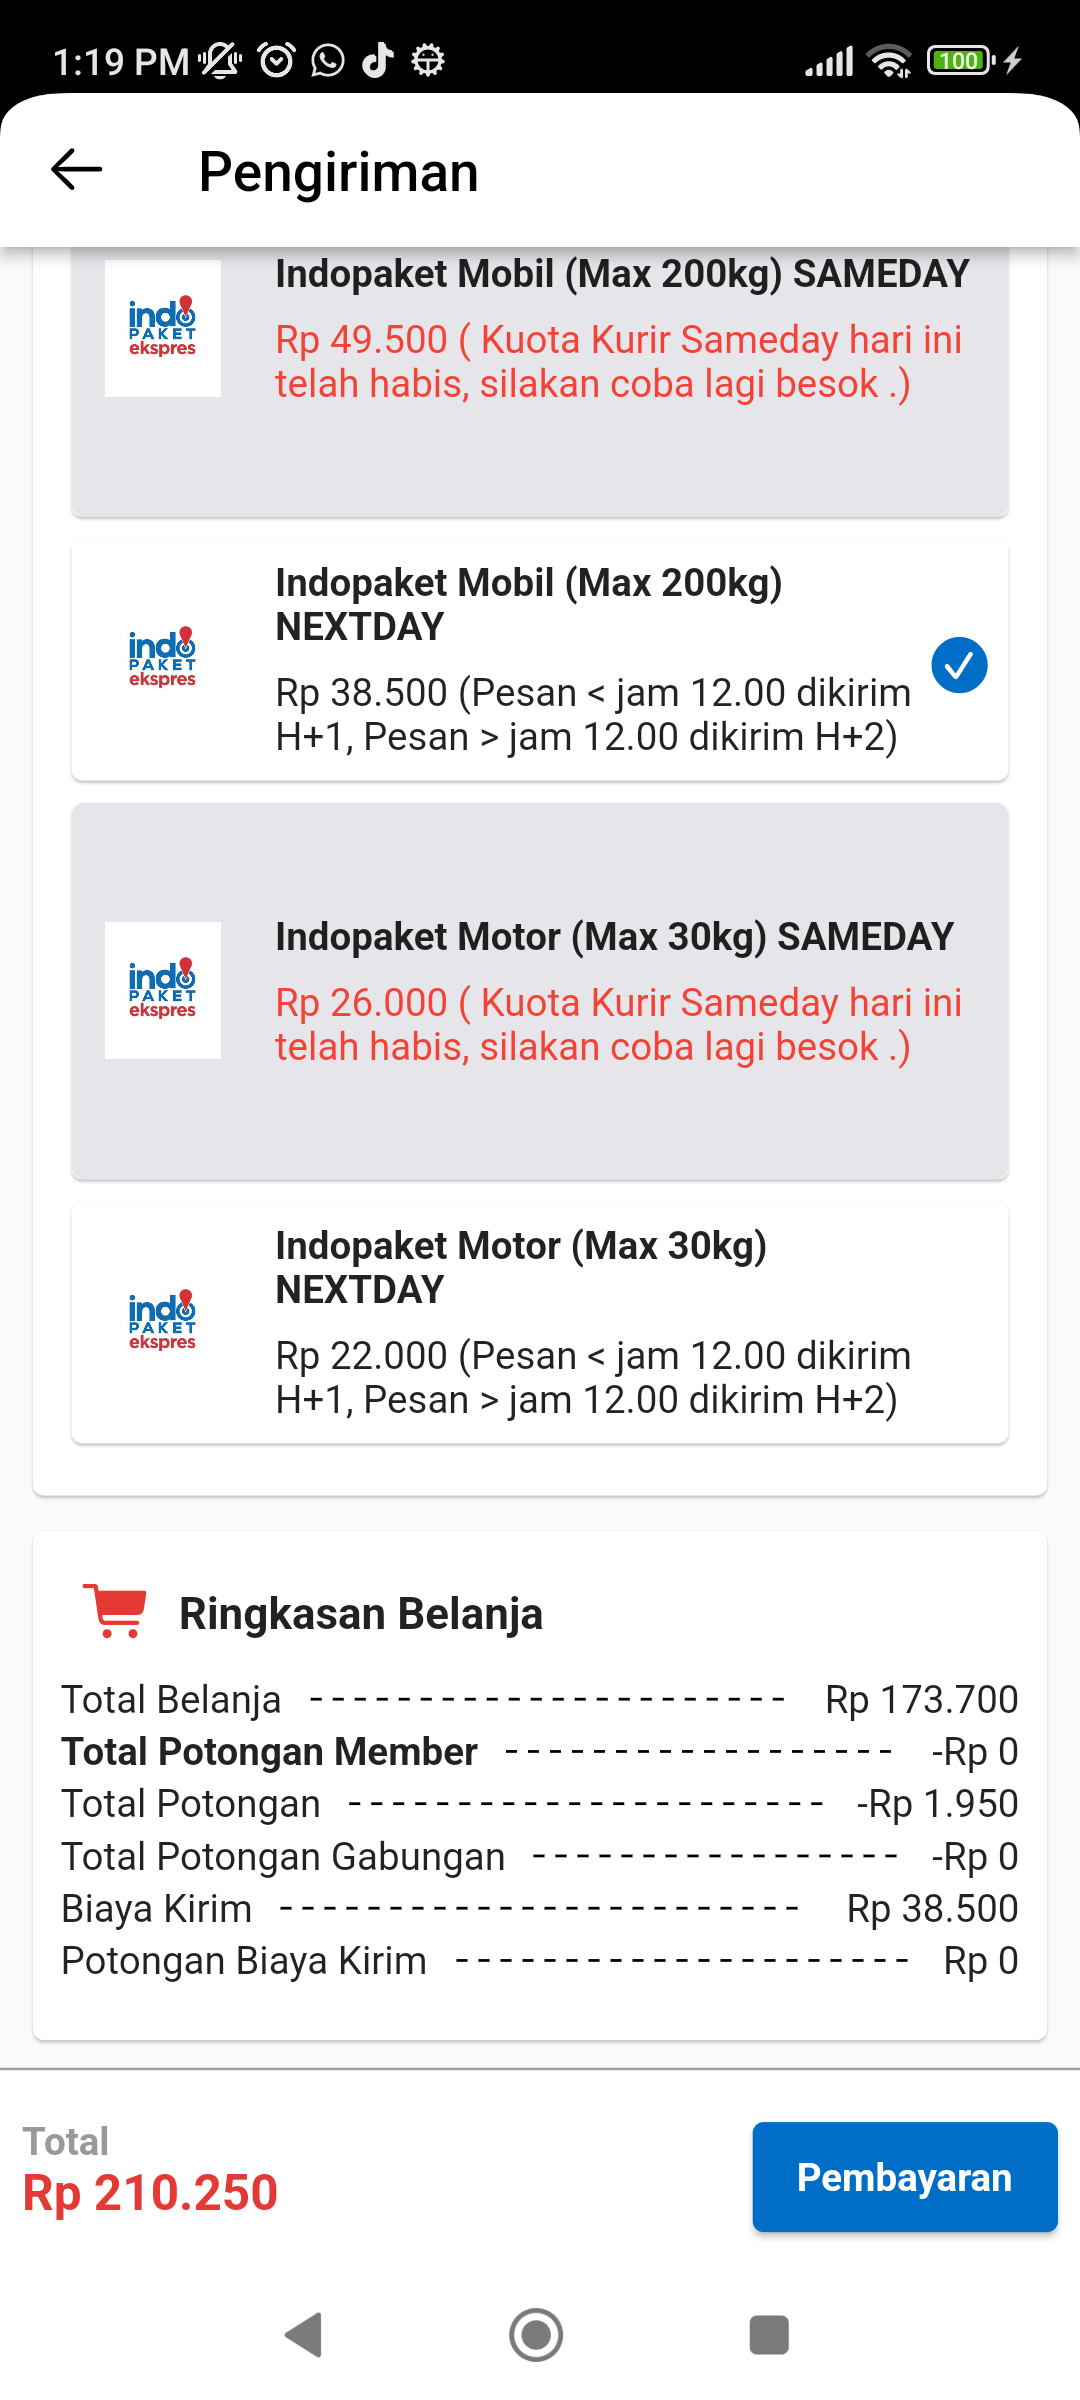 1:19 PM
100
Pengiriman
Indopaket Mobil (Max 200kg) SAMEDAY
indo
PAKET
ekspres
Rp 49.500 ( Kuota Kurir Sameday hari ini
telah habis, silakan coba lagi besok .)
Indopaket Mobil (Max 200kg)
NEXTDAY
indo
PAKET
ekspres
Rp 38.500 (Pesan < jam 12.00 dikirim
H+1, Pesan > jam 12.00 dikirim H+2)
Indopaket Motor (Max 30kg) SAMEDAY
indo
PAKET
ekspres
Rp 26.000 ( Kuota Kurir Sameday hari ini
telah habis, silakan coba lagi besok .)
Indopaket Motor (Max 30kg)
NEXTDAY
indo
PAKET
ekspres
Rp 22.000 (Pesan < jam 12.00 dikirim
H+1, Pesan > jam 12.00 dikirim H+2)
Ringkasan Belanja
Total Belanja ---------------------- Rp 173.700
Total Potongan Member ------------------ -Rp 0
Total Potongan ---------------------- -Rp 1.950
Total Potongan Gabungan ----------------- -Rp 0
Biaya Kirim ------------------------ Rp 38.500
Potongan Biaya Kirim --------------------- Rp 0
Total
Rp 210.250
Pembayaran